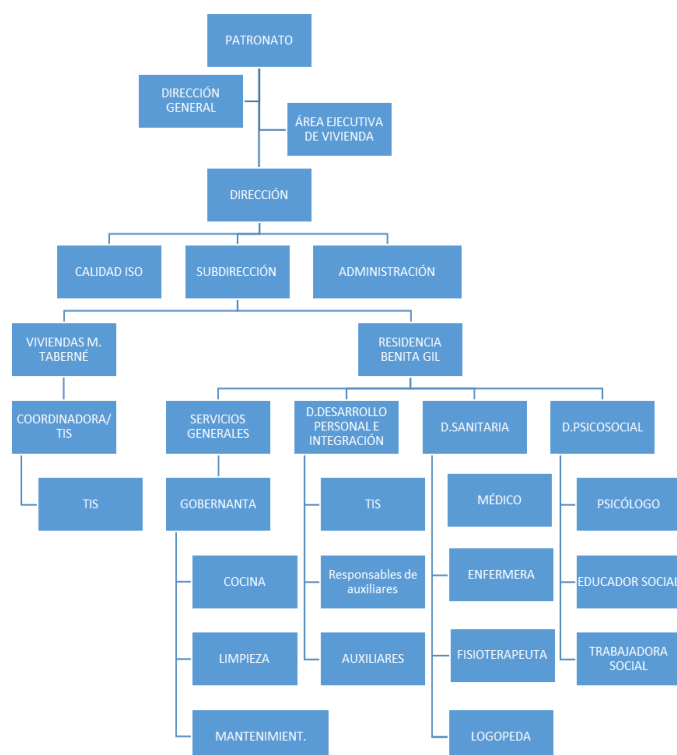 PATRONATO
DIRECCIÓN
GENERAL
ÁREA EJECUTIVA
DE VIVIENDA
DIRECCIÓN
CALIDAD ISO
SUBDIRECCIÓN
ADMINISTRACIÓN
VIVIENDAS M.
TABERNÉ
RESIDENCIA
BENITA GIL
COORDINADORA/
TIS
SERVICIOS
GENERALES
D.DESARROLLO
PERSONAL E
INTEGRACIÓN
D.SANITARIA
D.PSICOSOCIAL
TIS
GOBERNANTA
TIS
MÉDICO
PSICÓLOGO
COCINA
Responsables de
auxiliares
ENFERMERA
EDUCADOR SOCIAL
LIMPIEZA
AUXILIARES
FISIOTERAPEUTA
TRABAJADORA
SOCIAL
MANTENIMIENT.
LOGOPEDA